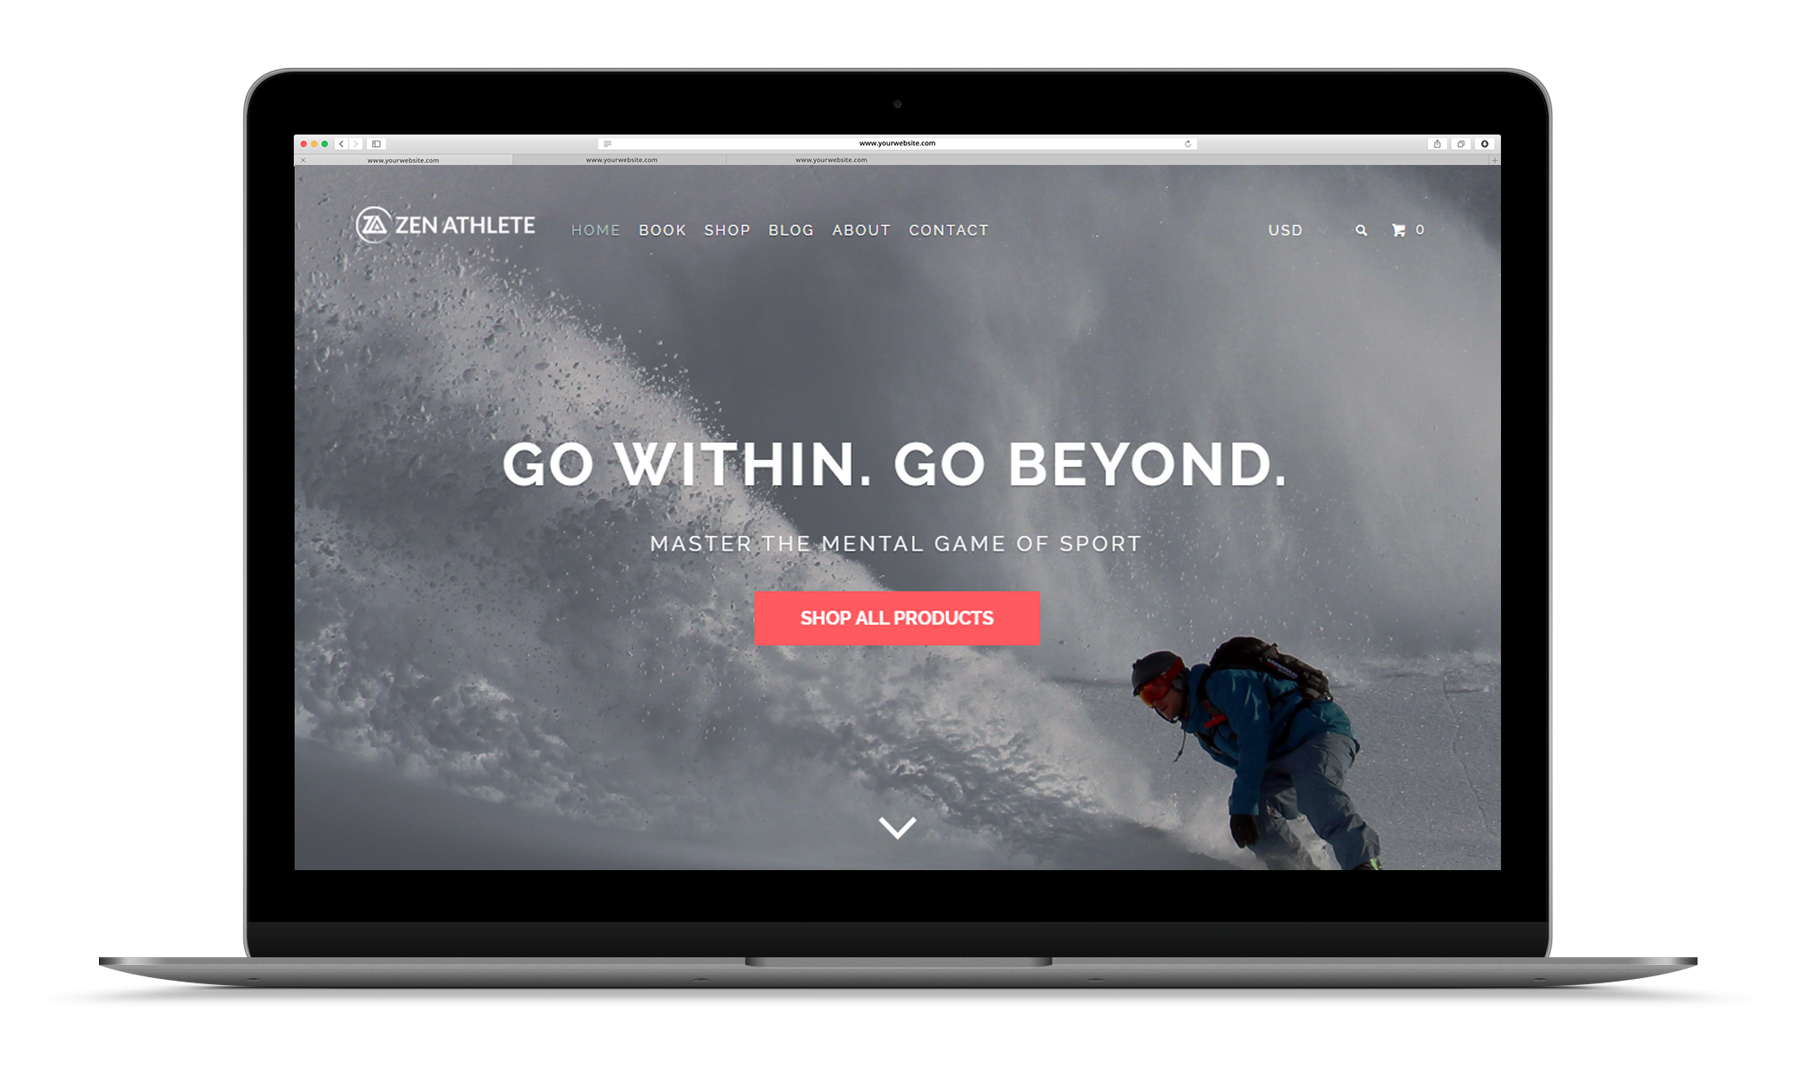 www.yourwebsite.com
www.yourwebsite.com www.yourwebsite.com www.yourwebsite.com
ZA ZEN ATHLETE HOME BOOK SHOP BLOG ABOUT CONTACT USD 0
GO WITHIN. GO BEYOND.
MASTER THE MENTAL GAME OF SPORT
SHOP ALL PRODUCTS